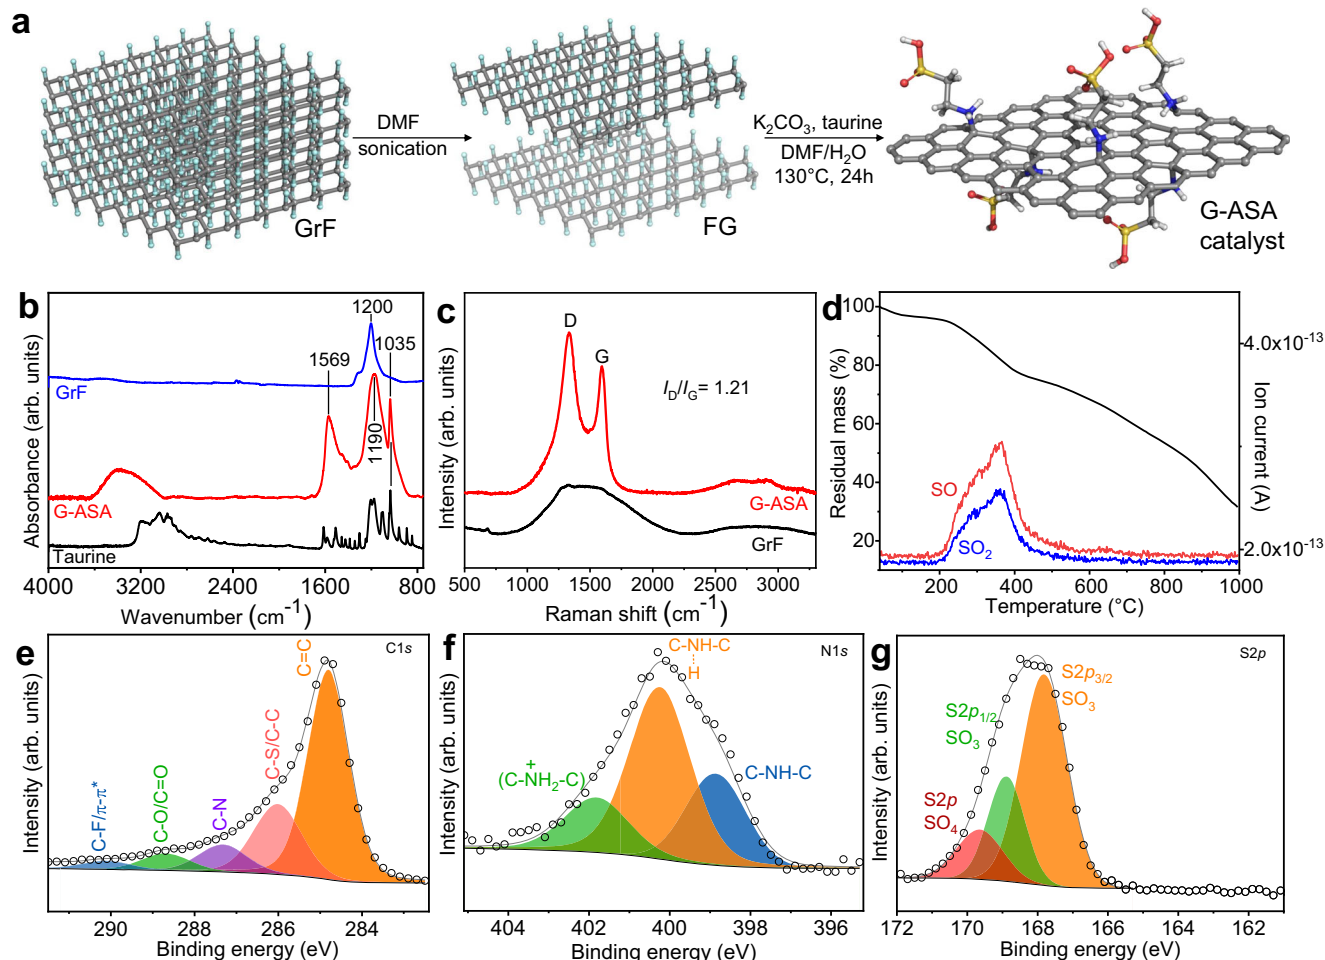 a
DMF
sonication
K₂CO₃, taurine
DMF/H₂O
130°C, 24h
GrF
FG
G-ASA
catalyst
b
Absorbance (arb. units)
1200
1569
1035
1190
GrF
G-ASA
Taurine
4000 3200 2400 1600 800
Wavenumber (cm⁻¹)
c
Intensity (arb. units)
D
G
I_D/I_G= 1.21
G-ASA
GrF
500 1000 1500 2000 2500 3000
Raman shift (cm⁻¹)
d
Residual mass (%)
100
80
60
40
20
SO
SO₂
4.0x10⁻¹³
2.0x10⁻¹³
Ion current (A)
0 200 400 600 800 1000
Temperature (°C)
e
C1s
Intensity (arb. units)
C-F/π-π*
C-O/C=O
C-N
C-S/C-C
C=C
290 288 286 284
Binding energy (eV)
f
N1s
Intensity (arb. units)
C-NH-C
H
+
(C-NH₂-C)
C-NH-C
404 402 400 398 396
Binding energy (eV)
g
S2p
Intensity (arb. units)
S2p₃/₂
SO₃
S2p₁/₂
SO₃
S2p
SO₄
172 170 168 166 164 162
Binding energy (eV)